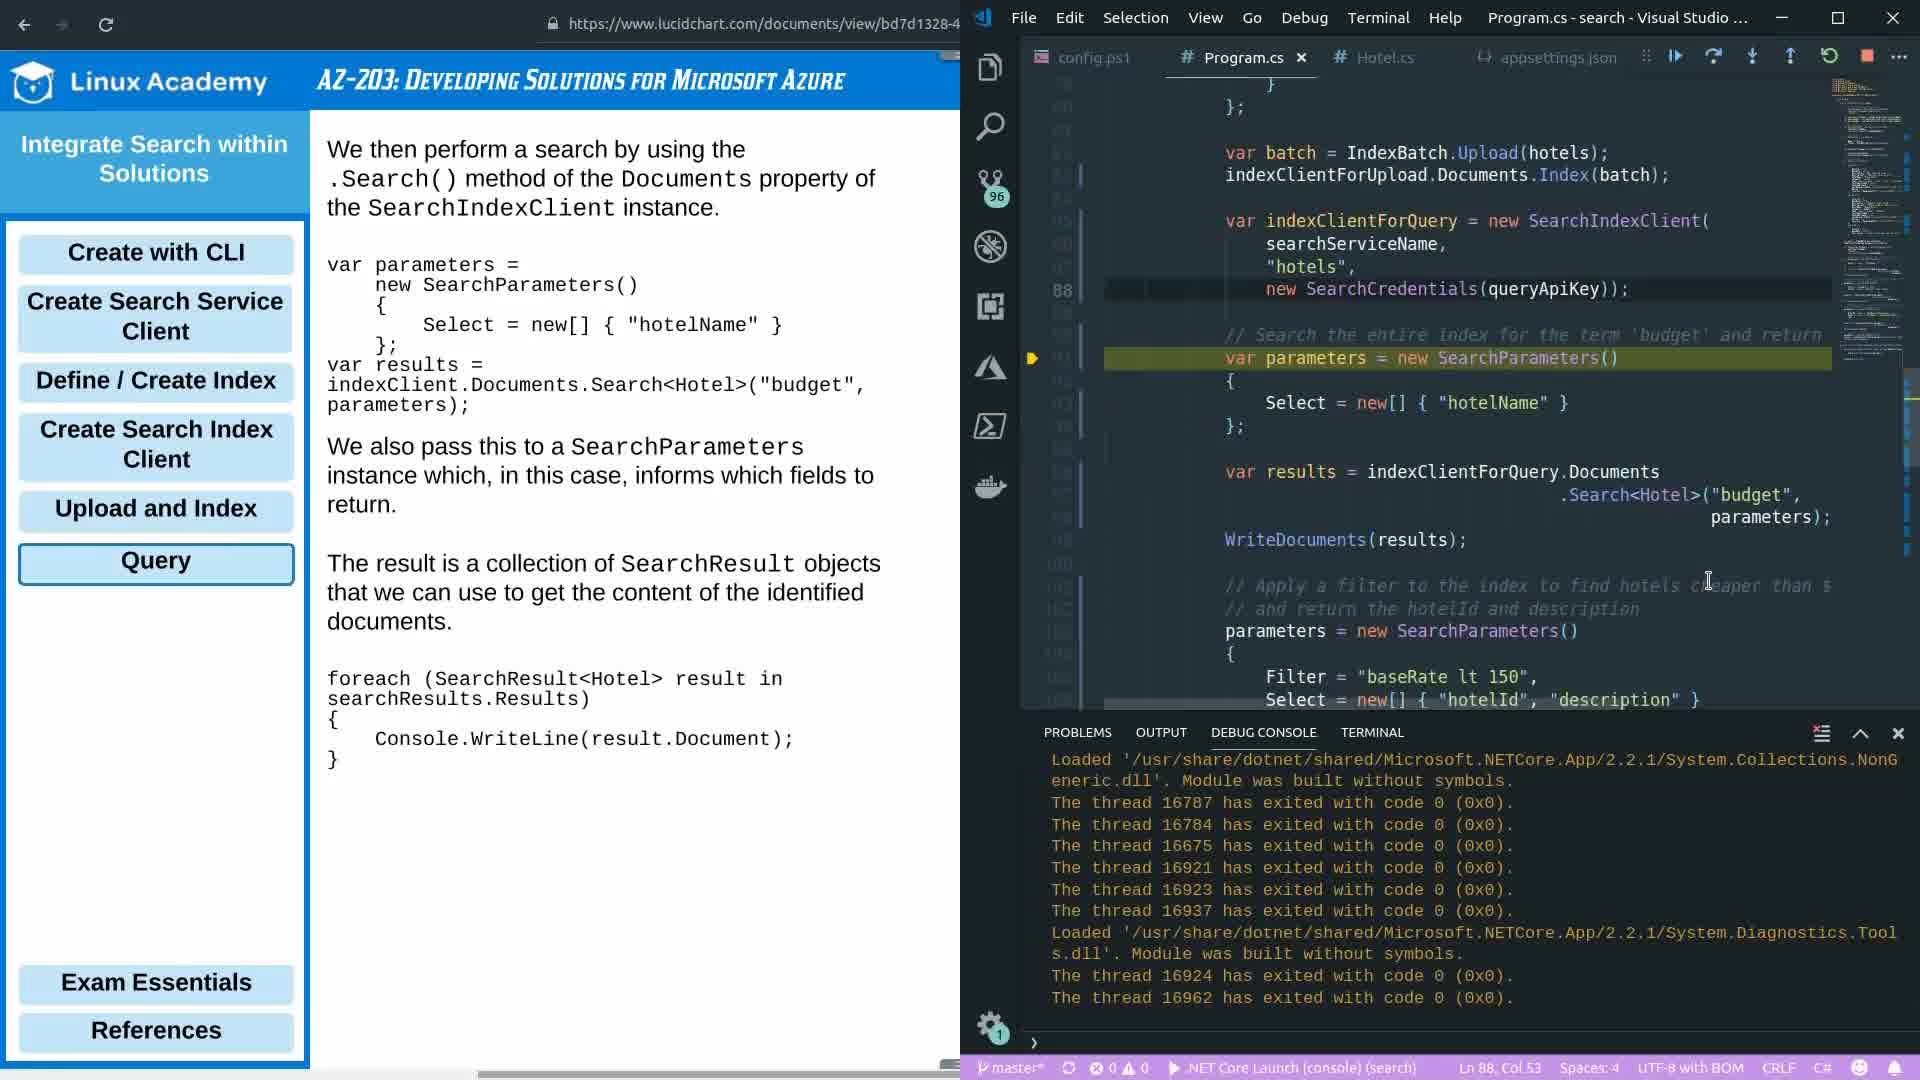 https://www.lucidchart.com/documents/view/bd7d1328-4
Linux Academy
AZ-203: Developing Solutions for Microsoft Azure
Integrate Search within
Solutions
Create with CLI
Create Search Service
Client
Define / Create Index
Create Search Index
Client
Upload and Index
Query
Exam Essentials
References
We then perform a search by using the
.Search() method of the Documents property of
the SearchIndexClient instance.
var parameters =
    new SearchParameters()
    {
        Select = new[] { "hotelName" }
    };
var results =
indexClient.Documents.Search<Hotel>("budget",
parameters);
We also pass this to a SearchParameters
instance which, in this case, informs which fields to
return.
The result is a collection of SearchResult objects
that we can use to get the content of the identified
documents.
foreach (SearchResult<Hotel> result in
searchResults.Results)
{
    Console.WriteLine(result.Document);
}
File Edit Selection View Go Debug Terminal Help Program.cs - search - Visual Studio ...
config.ps1 # Program.cs # Hotel.cs {} appsettings.json
}
};
var batch = IndexBatch.Upload(hotels);
indexClientForUpload.Documents.Index(batch);
var indexClientForQuery = new SearchIndexClient(
    searchServiceName,
    "hotels",
88     new SearchCredentials(queryApiKey));
// Search the entire index for the term 'budget' and return
var parameters = new SearchParameters()
{
    Select = new[] { "hotelName" }
};
var results = indexClientForQuery.Documents
.Search<Hotel>("budget",
parameters);
WriteDocuments(results);
// Apply a filter to the index to find hotels cheaper than $
// and return the hotelId and description
parameters = new SearchParameters()
{
    Filter = "baseRate lt 150",
    Select = new[] { "hotelId", "description" }
96
1
PROBLEMS OUTPUT DEBUG CONSOLE TERMINAL
Loaded '/usr/share/dotnet/shared/Microsoft.NETCore.App/2.2.1/System.Collections.NonG
eneric.dll'. Module was built without symbols.
The thread 16787 has exited with code 0 (0x0).
The thread 16784 has exited with code 0 (0x0).
The thread 16675 has exited with code 0 (0x0).
The thread 16921 has exited with code 0 (0x0).
The thread 16923 has exited with code 0 (0x0).
The thread 16937 has exited with code 0 (0x0).
Loaded '/usr/share/dotnet/shared/Microsoft.NETCore.App/2.2.1/System.Diagnostics.Tool
s.dll'. Module was built without symbols.
The thread 16924 has exited with code 0 (0x0).
The thread 16962 has exited with code 0 (0x0).
master* 0 0 .NET Core Launch (console) (search) Ln 88, Col 53 Spaces: 4 UTF-8 with BOM CRLF C#